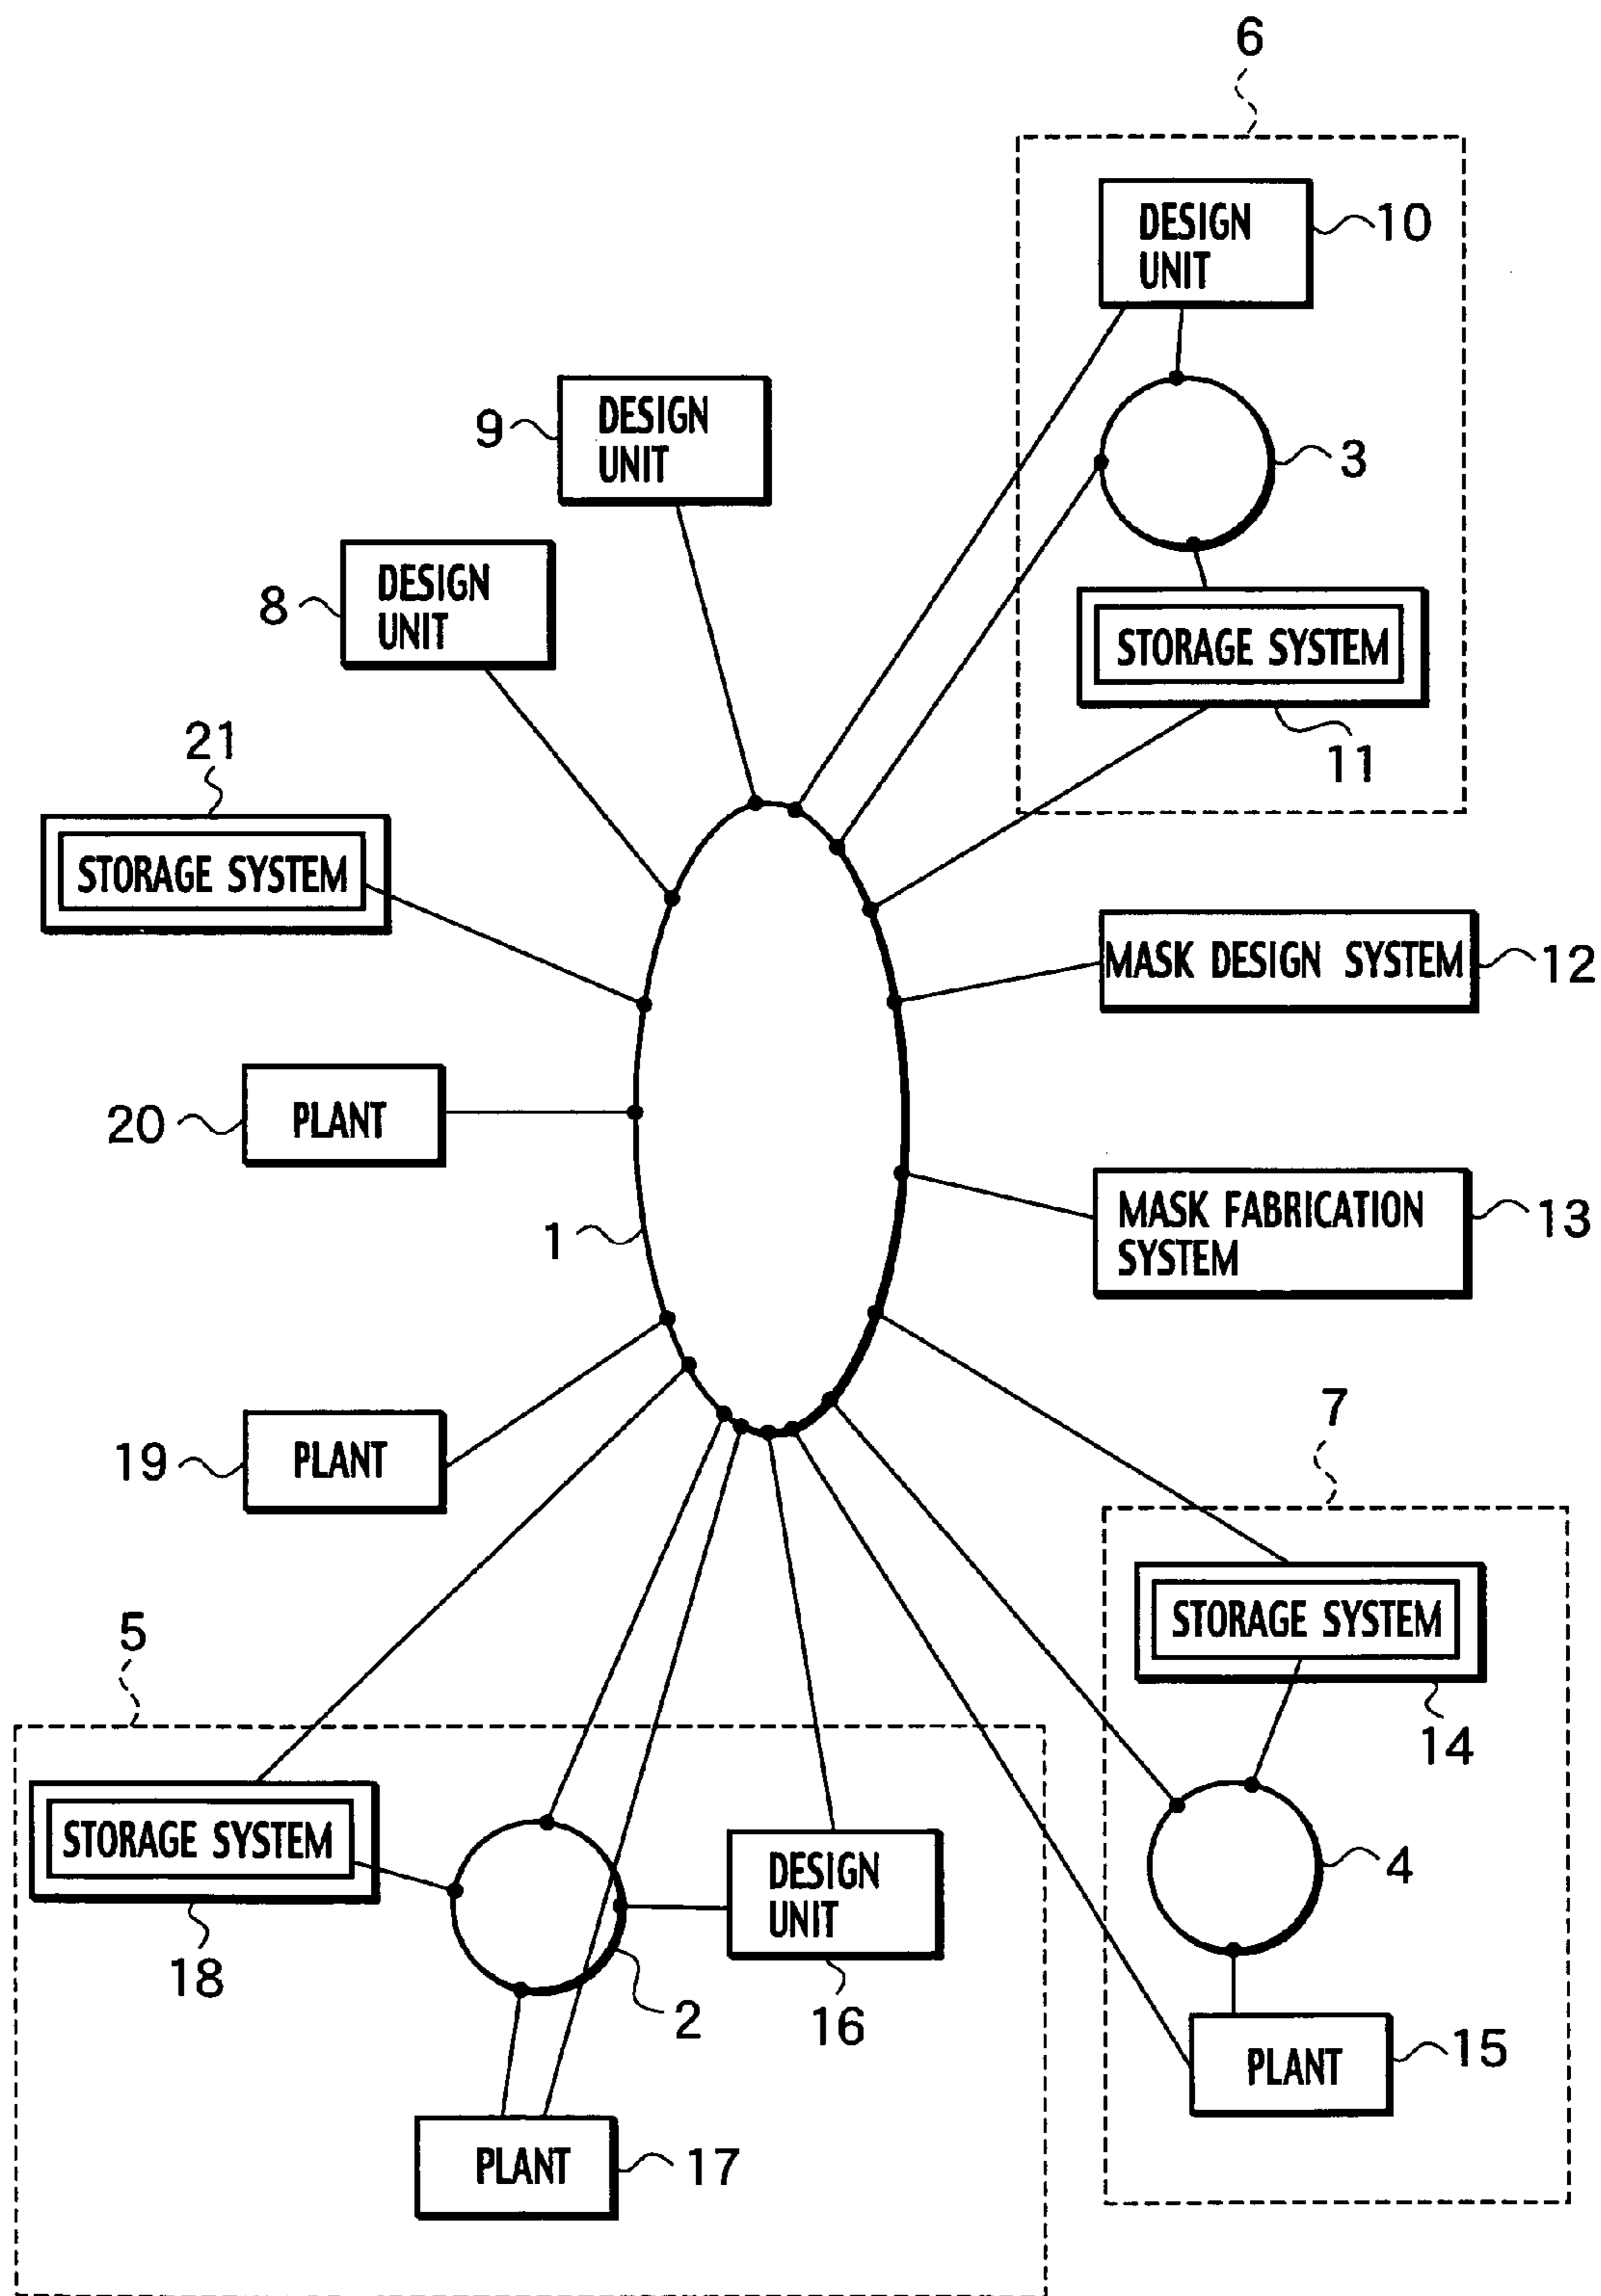 6
DESIGN
UNIT
10
9
DESIGN
UNIT
3
8
DESIGN
UNIT
STORAGE SYSTEM
11
21
STORAGE SYSTEM
MASK DESIGN SYSTEM
12
20
PLANT
1
MASK FABRICATION
SYSTEM
13
19
PLANT
7
5
STORAGE SYSTEM
14
STORAGE SYSTEM
18
DESIGN
UNIT
16
4
2
PLANT
15
PLANT
17